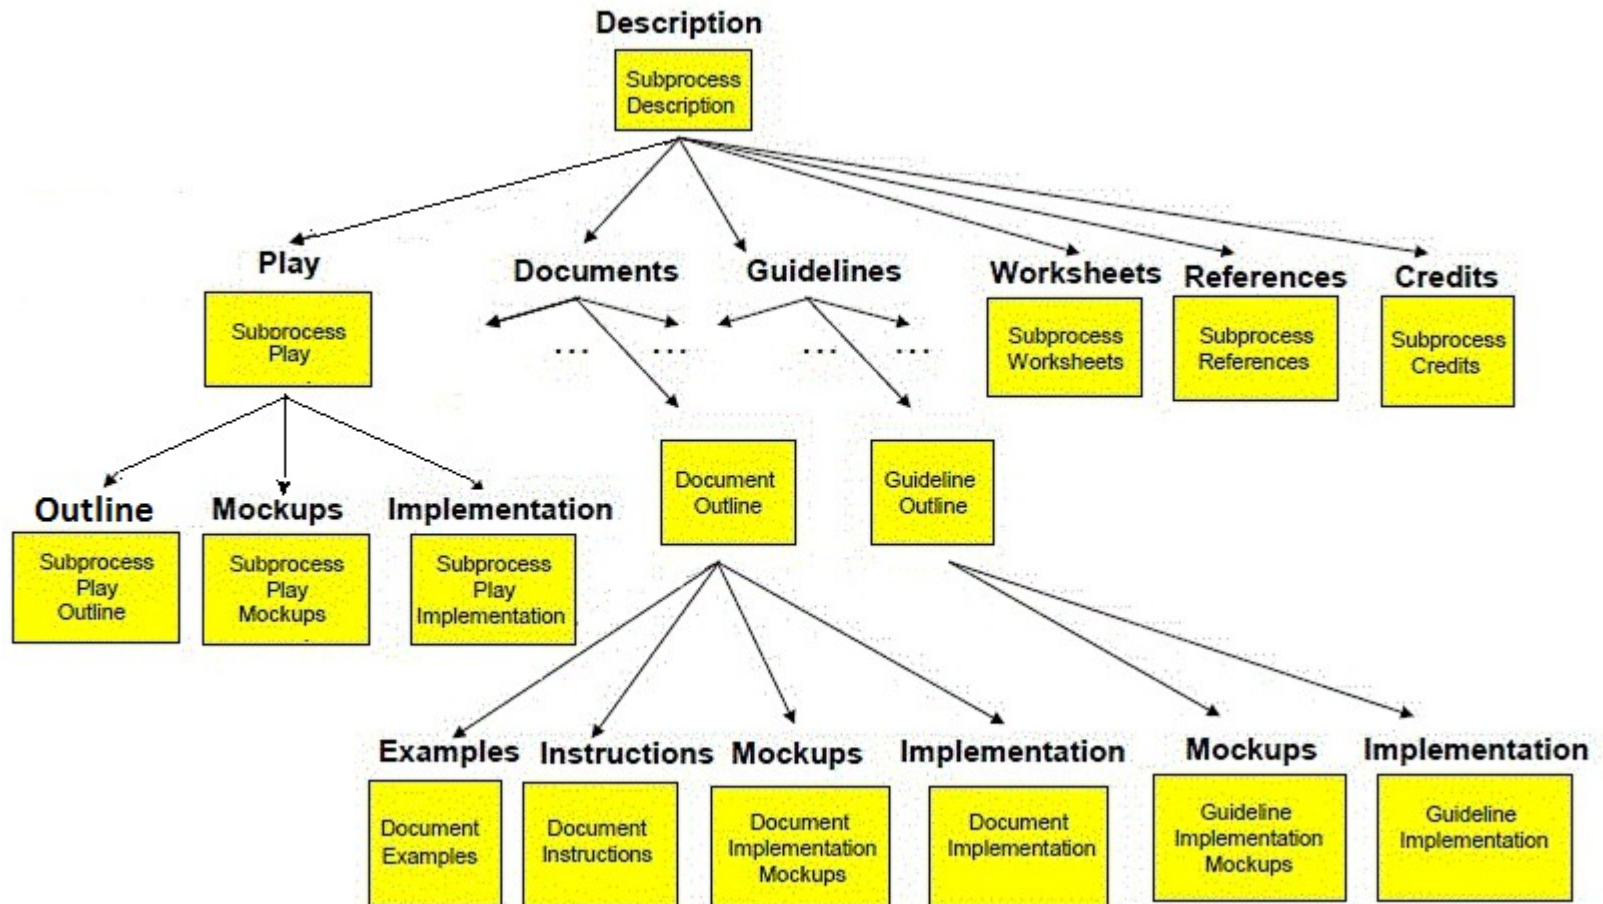 Description
Subprocess
Description
Play
Documents
Guidelines
Worksheets
References
Credits
Subprocess
Play
Subprocess
Worksheets
Subprocess
References
Subprocess
Credits
...
...
...
...
Document
Outline
Guideline
Outline
Outline
Mockups
Implementation
Subprocess
Play
Outline
Subprocess
Play
Mockups
Subprocess
Play
Implementation
Examples
Instructions
Mockups
Implementation
Mockups
Implementation
Document
Examples
Document
Instructions
Document
Implementation
Mockups
Document
Implementation
Guideline
Implementation
Mockups
Guideline
Implementation